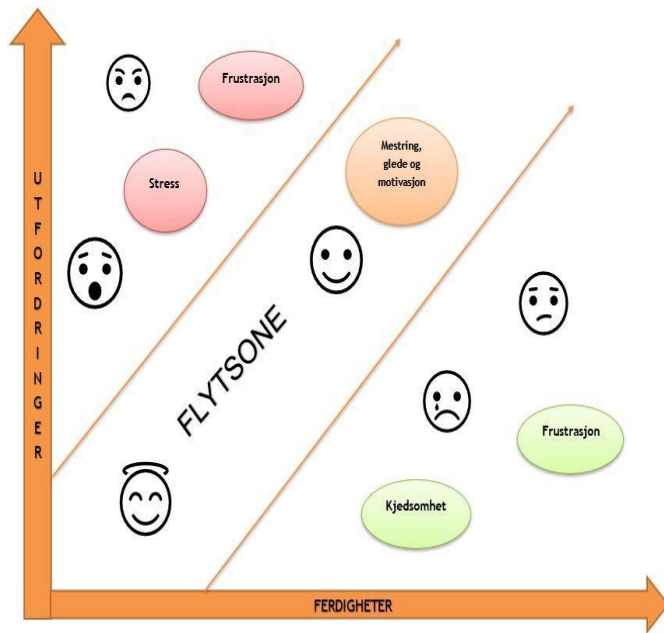 Frustrasjon
Mestring,
glede og
motivasjon
Stress
UTFORDRINGER
FLYTSONE
Frustrasjon
Kjedsomhet
FERDIGHETER